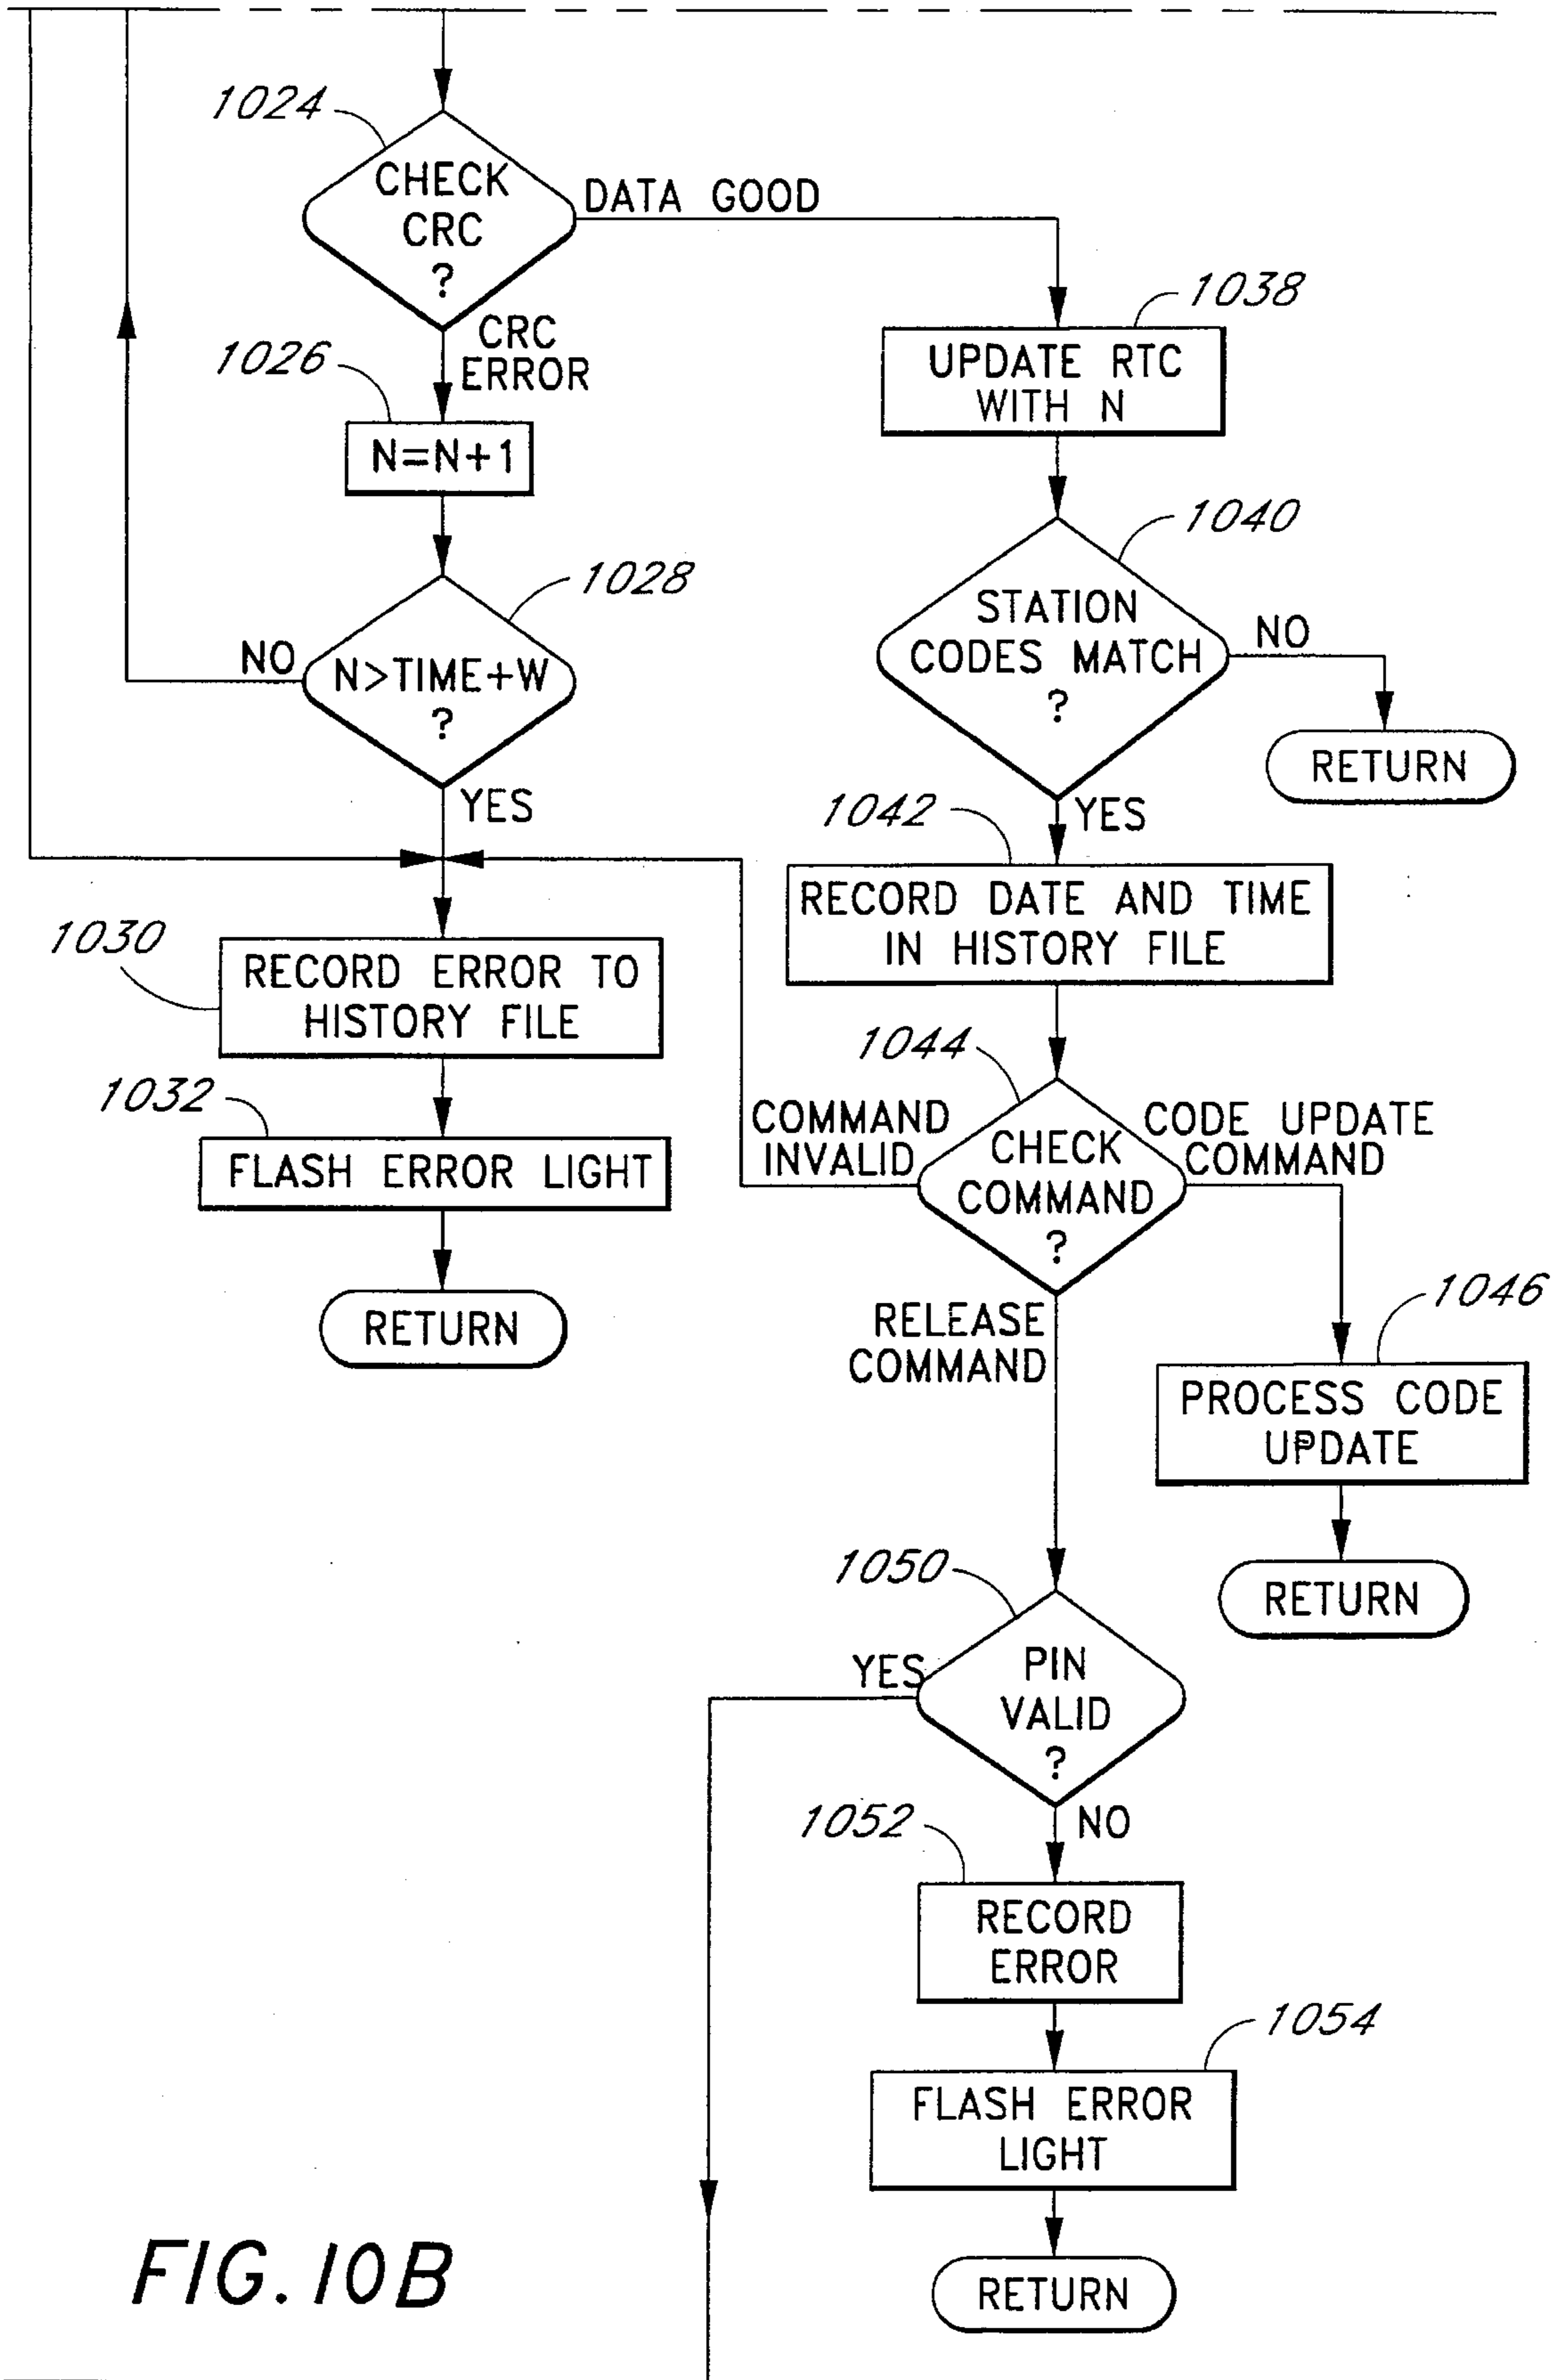 1024
CHECK
CRC
?
DATA GOOD
CRC
ERROR
1026
N=N+1
1028
NO
N>TIME+W
?
YES
1030
RECORD ERROR TO
HISTORY FILE
1032
FLASH ERROR LIGHT
RETURN
1038
UPDATE RTC
WITH N
1040
STATION
CODES MATCH
?
NO
RETURN
YES
1042
RECORD DATE AND TIME
IN HISTORY FILE
1044
COMMAND
INVALID
CHECK
COMMAND
?
CODE UPDATE
COMMAND
1046
PROCESS CODE
UPDATE
RETURN
RELEASE
COMMAND
1050
YES
PIN
VALID
?
NO
1052
RECORD
ERROR
1054
FLASH ERROR
LIGHT
RETURN
FIG. 10B